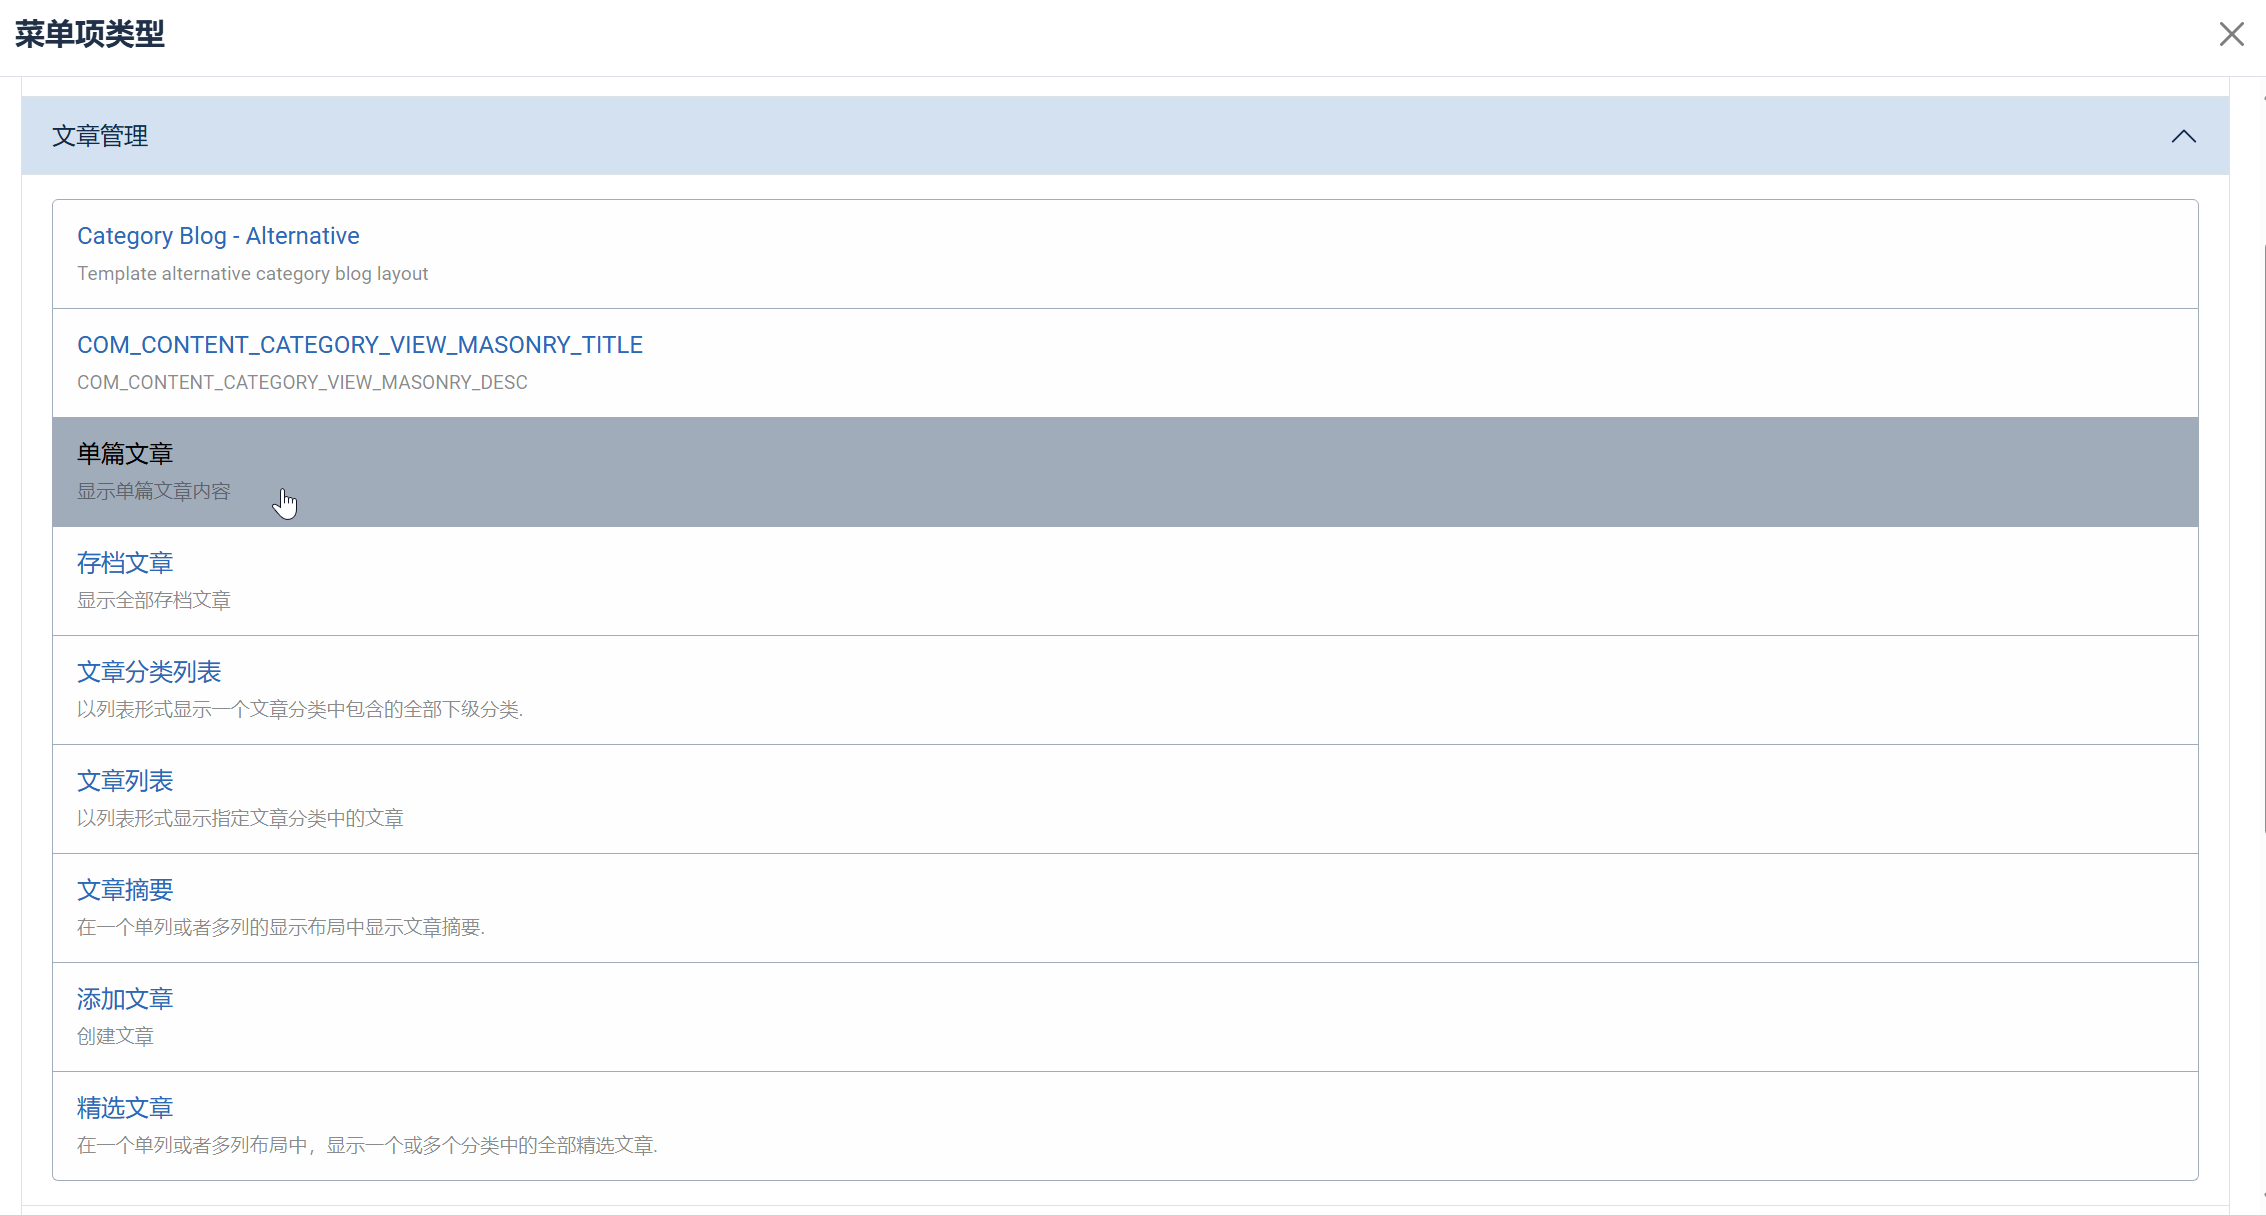 菜单项类型
文章管理
Category Blog - Alternative
Template alternative category blog layout
COM_CONTENT_CATEGORY_VIEW_MASONRY_TITLE
COM_CONTENT_CATEGORY_VIEW_MASONRY_DESC
单篇文章
显示单篇文章内容
存档文章
显示全部存档文章
文章分类列表
以列表形式显示一个文章分类中包含的全部下级分类.
文章列表
以列表形式显示指定文章分类中的文章
文章摘要
在一个单列或者多列的显示布局中显示文章摘要.
添加文章
创建文章
精选文章
在一个单列或者多列布局中，显示一个或多个分类中的全部精选文章.